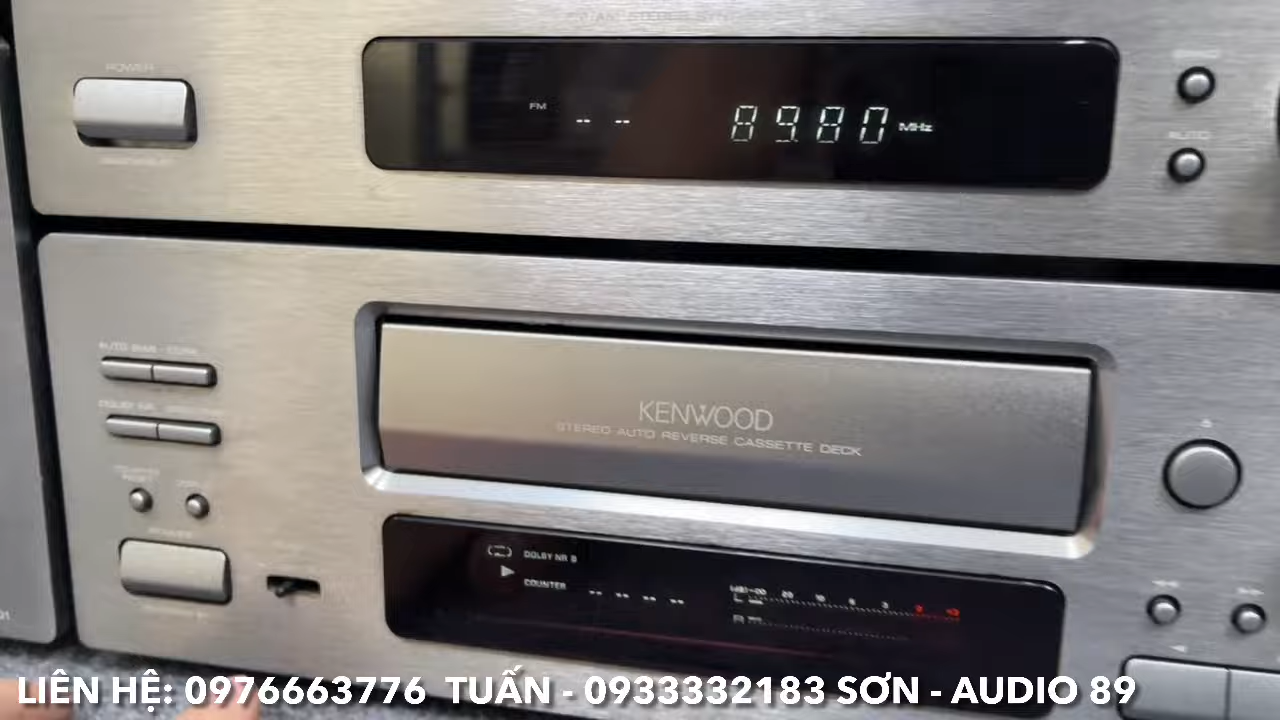 POWER
FM
-- --
89.80 MHz
AUTO
KENWOOD
STEREO AUTO REVERSE CASSETTE DECK
DOLBY NR B
COUNTER -- -- -- --
LIÊN HỆ: 0976663776 TUẤN - 0933332183 SƠN - AUDIO 89